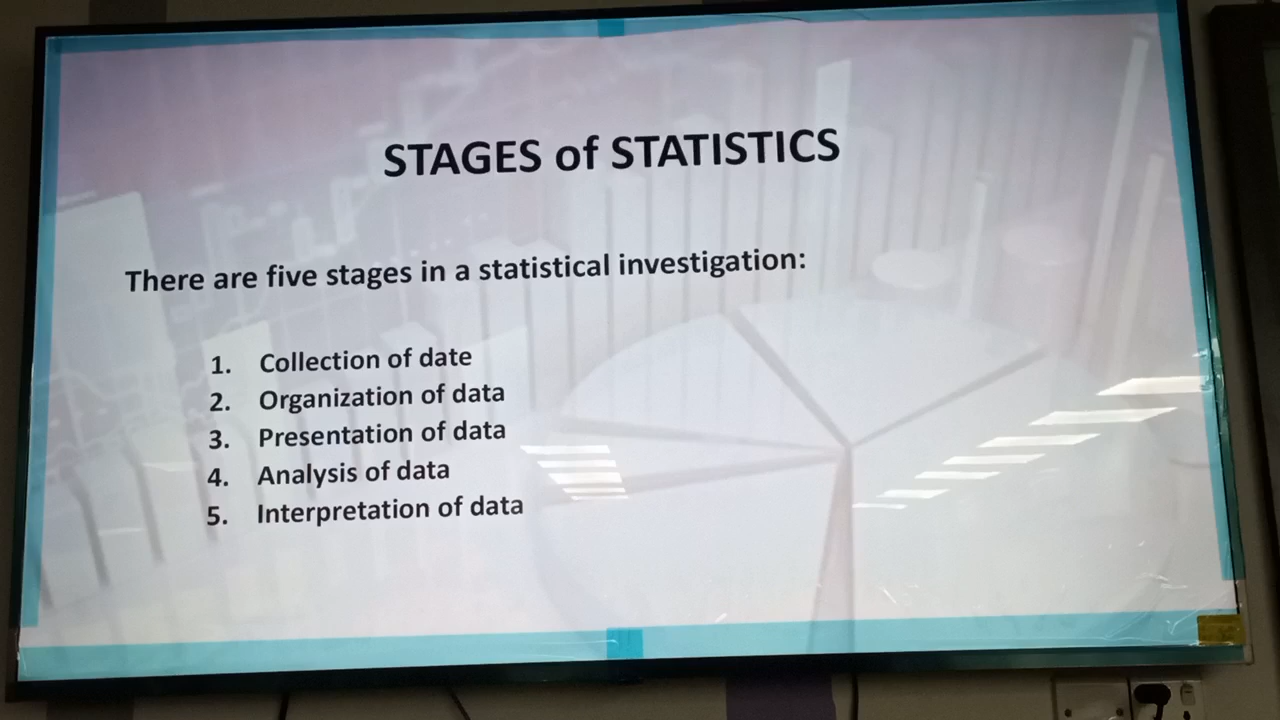 STAGES of STATISTICS
There are five stages in a statistical investigation:
1. Collection of date
2. Organization of data
3. Presentation of data
4. Analysis of data
5. Interpretation of data